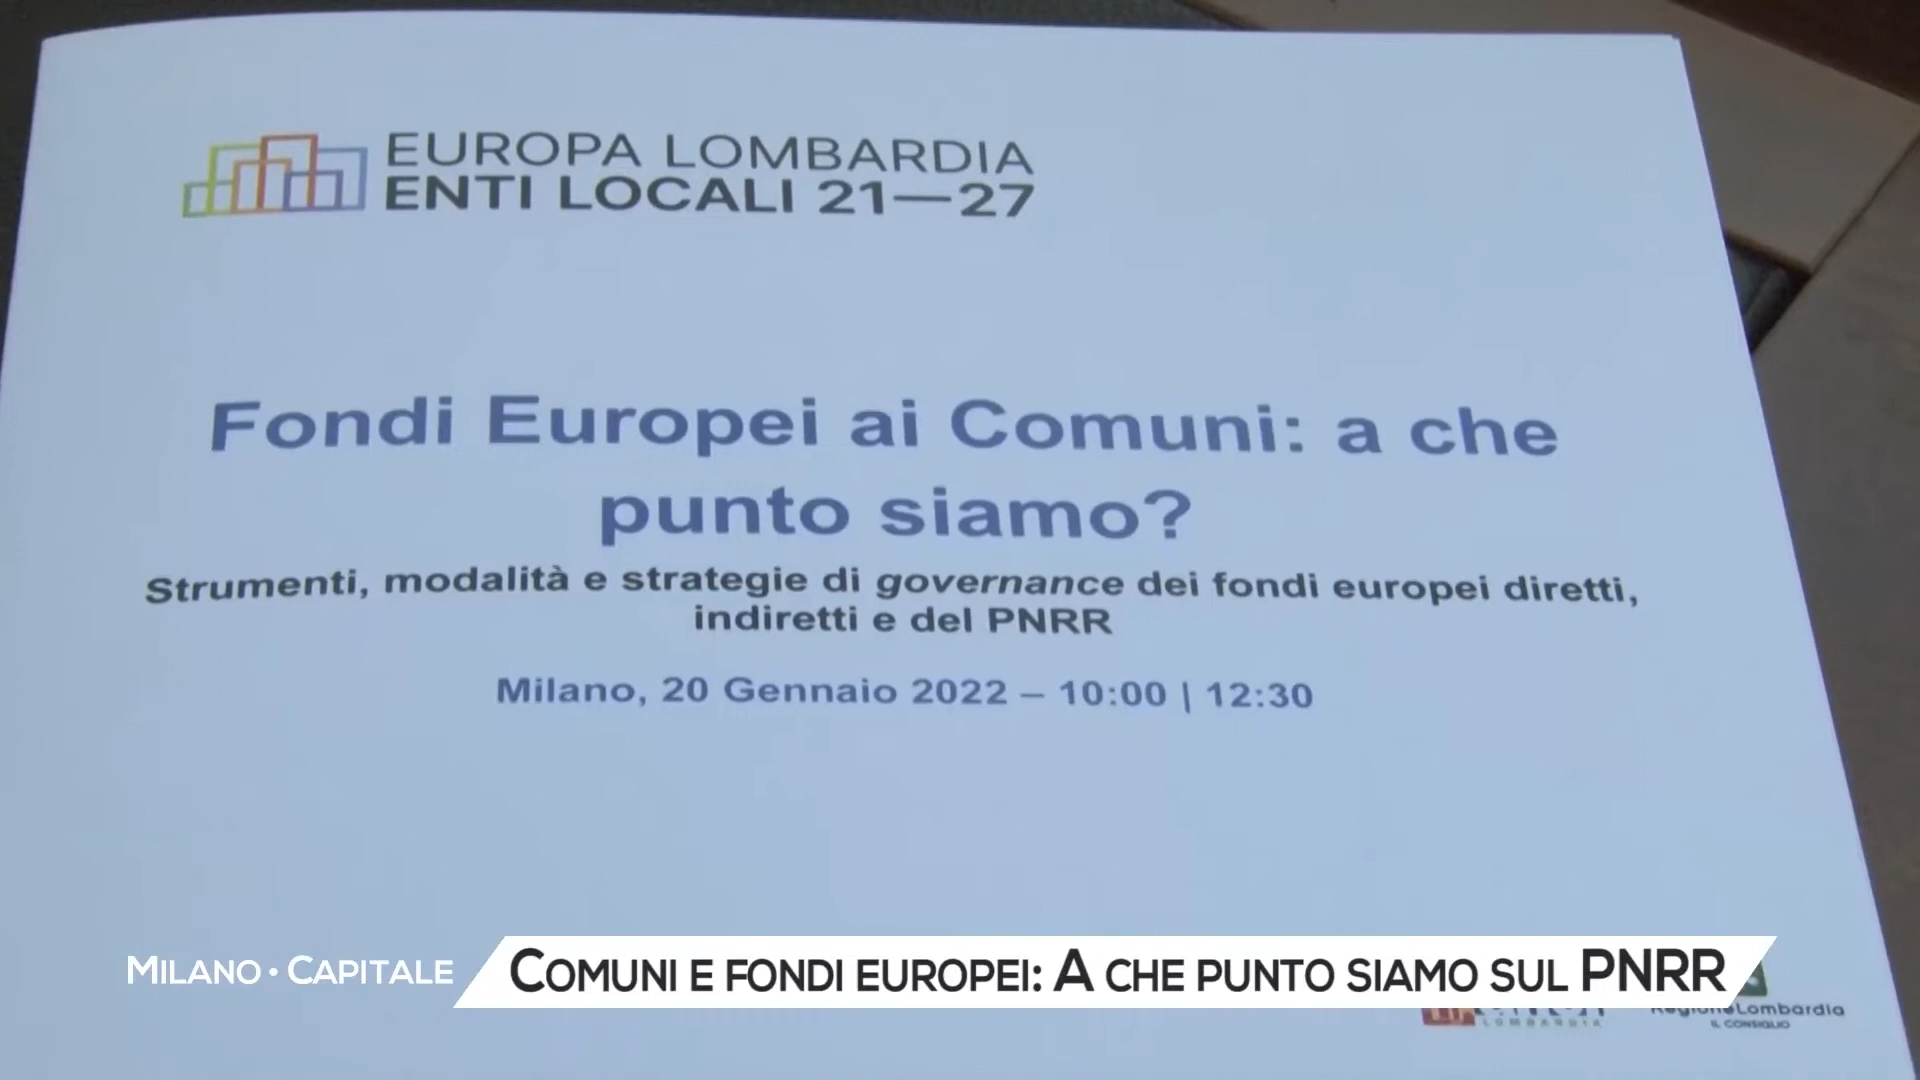 EUROPA LOMBARDIA
ENTI LOCALI 21—27
Fondi Europei ai Comuni: a che
punto siamo?
Strumenti, modalità e strategie di governance dei fondi europei diretti,
indiretti e del PNRR
Milano, 20 Gennaio 2022 – 10:00 | 12:30
MILANO • CAPITALE
COMUNI E FONDI EUROPEI: A CHE PUNTO SIAMO SUL PNRR
LOMBARDIA
RegioneLombardia
IL CONSIGLIO